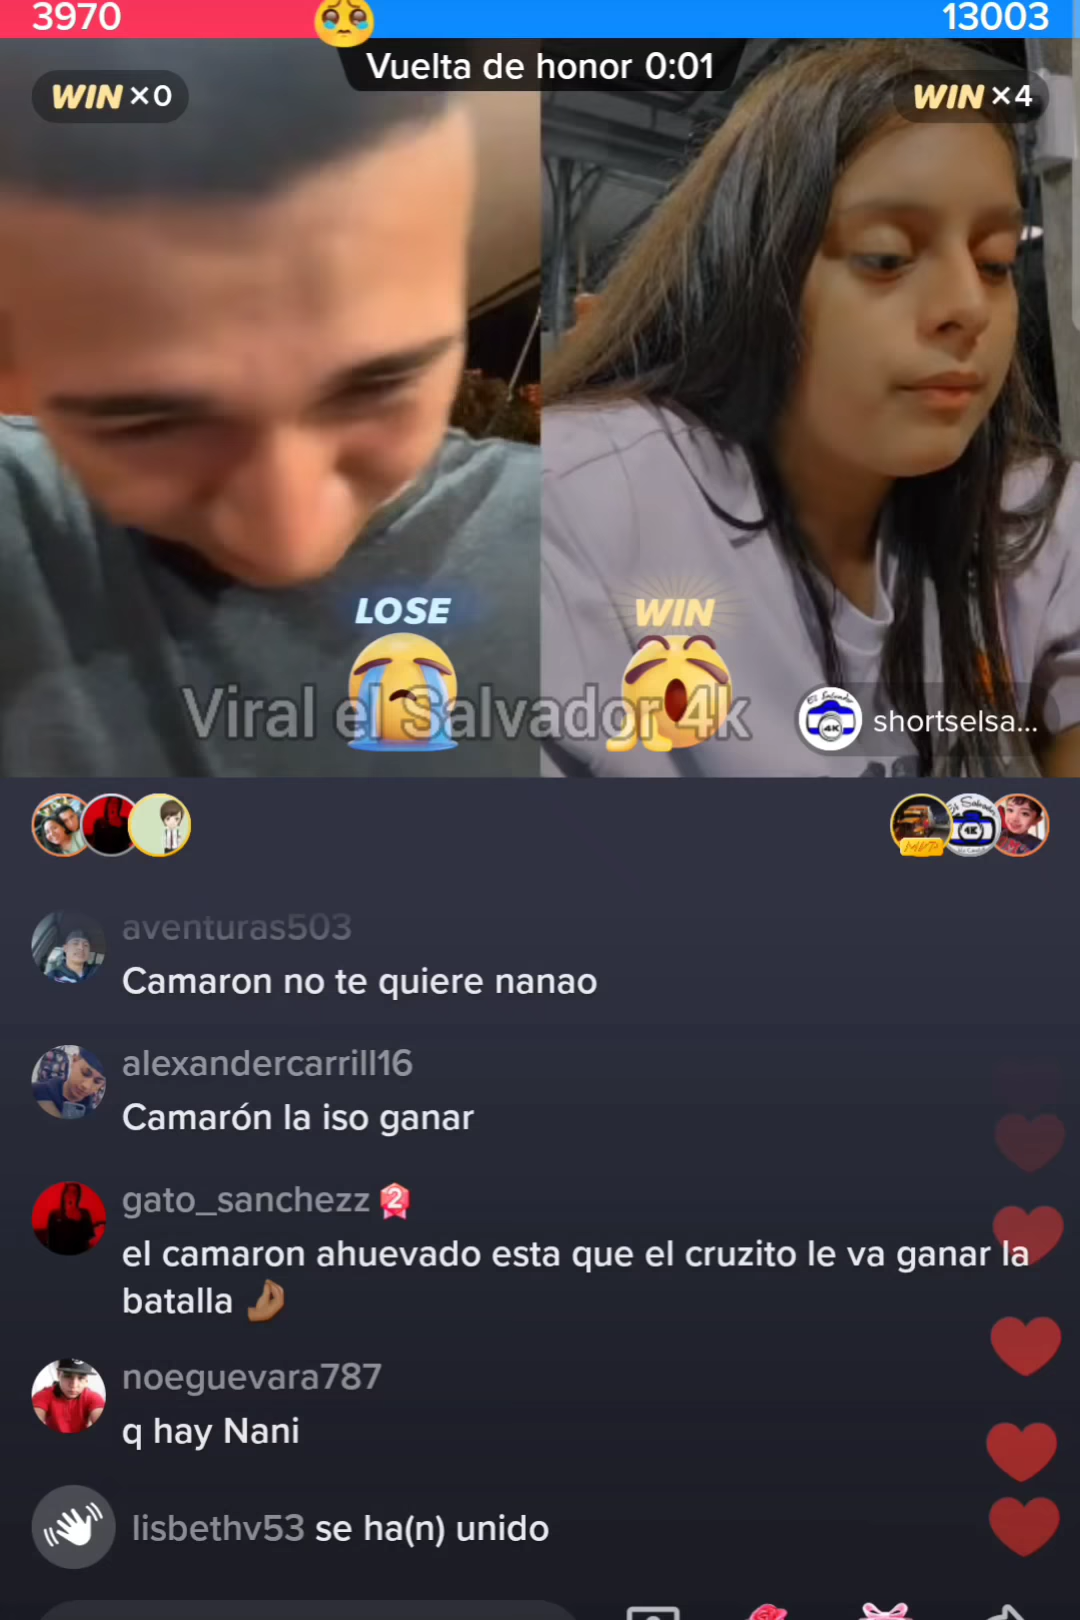 3970
13003
Vuelta de honor 0:01
WIN ×0
WIN ×4
LOSE
WIN
Viral el Salvador 4k
shortselsa...
aventuras503
Camaron no te quiere nanao
alexandercarrill16
Camarón la iso ganar
gato_sanchezz 2
el camaron ahuevado esta que el cruzito le va ganar la
batalla 🤌🏽
noeguevara787
q hay Nani
lisbethv53 se ha(n) unido